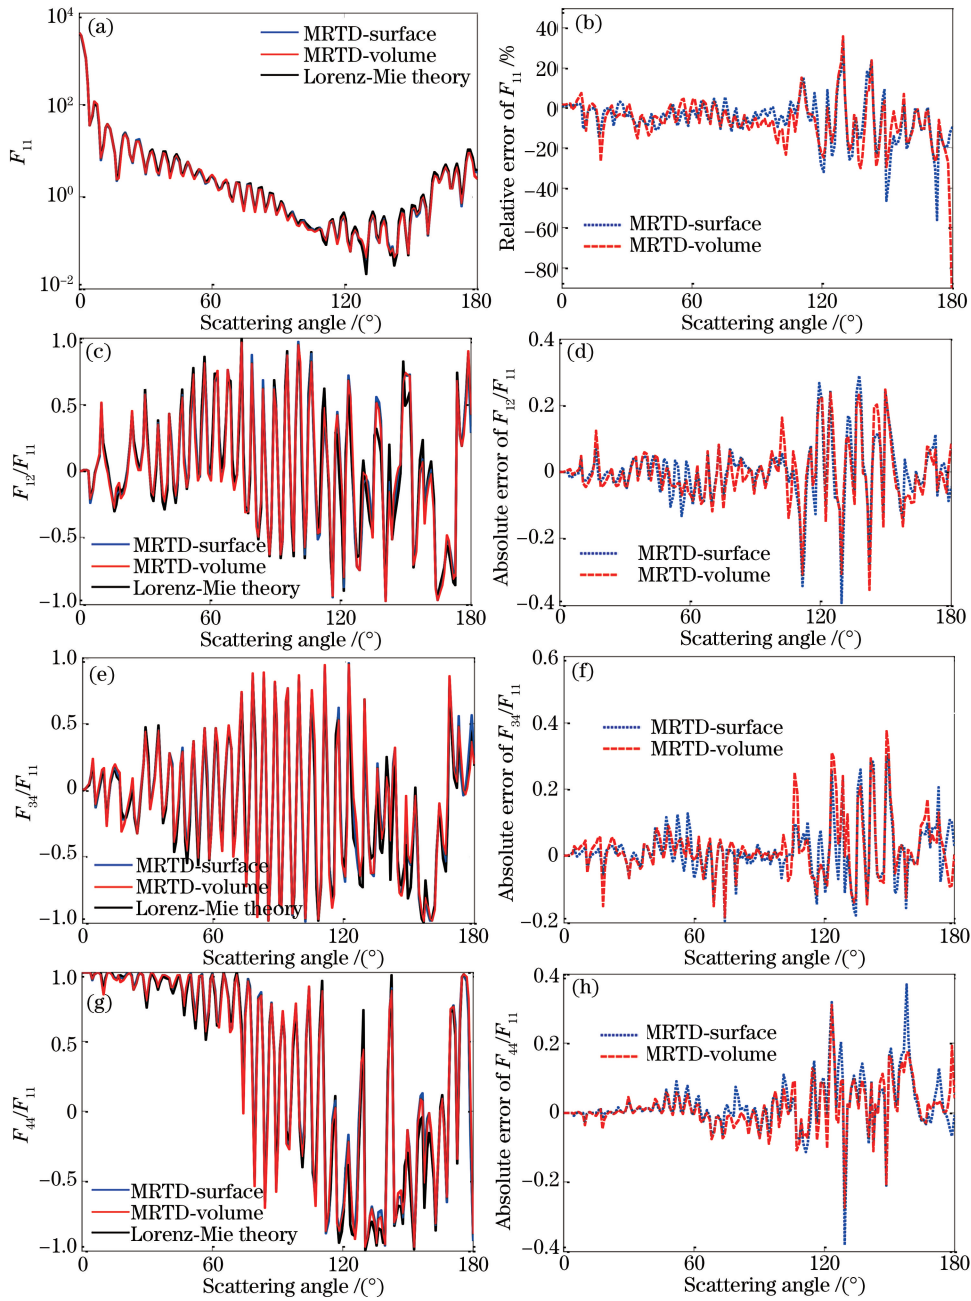 (a)
MRTD-surface
MRTD-volume
Lorenz-Mie theory
10⁴
10²
10⁰
10⁻²
F₁₁
0
60
120
180
Scattering angle /(°)
(b)
40
20
0
−20
−40
−60
−80
Relative error of F₁₁ /%
MRTD-surface
MRTD-volume
0
60
120
180
Scattering angle /(°)
(c)
1.0
0.5
0
−0.5
−1.0
F₁₂/F₁₁
MRTD-surface
MRTD-volume
Lorenz-Mie theory
0
60
120
180
Scattering angle /(°)
(d)
0.4
0.2
0
−0.2
−0.4
Absolute error of F₁₂/F₁₁
MRTD-surface
MRTD-volume
0
60
120
180
Scattering angle /(°)
(e)
1.0
0.5
0
−0.5
−1.0
F₃₄/F₁₁
MRTD-surface
MRTD-volume
Lorenz-Mie theory
0
60
120
180
Scattering angle /(°)
(f)
0.6
0.4
0.2
0
−0.2
Absolute error of F₃₄/F₁₁
MRTD-surface
MRTD-volume
0
60
120
180
Scattering angle /(°)
(g)
1.0
0.5
0
−0.5
−1.0
F₄₄/F₁₁
MRTD-surface
MRTD-volume
Lorenz-Mie theory
0
60
120
180
Scattering angle /(°)
(h)
0.4
0.2
0
−0.2
−0.4
Absolute error of F₄₄/F₁₁
MRTD-surface
MRTD-volume
0
60
120
180
Scattering angle /(°)